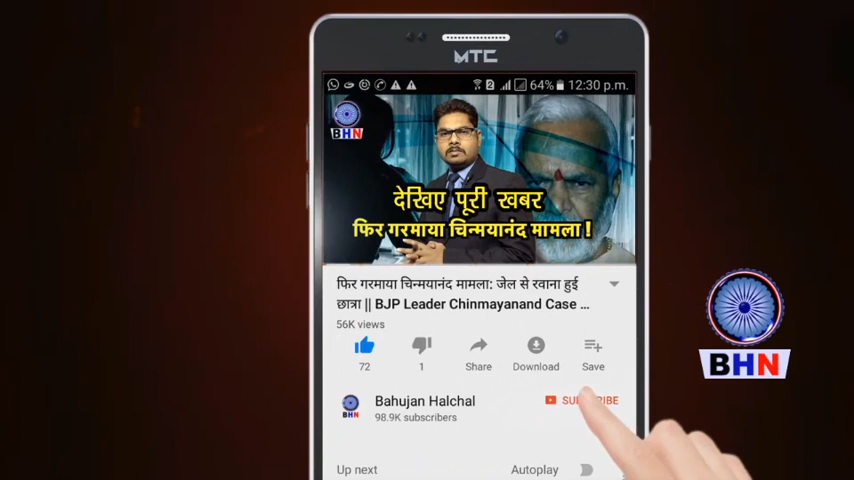 MTC
64% 12:30 p.m.
BHN
देखिए पूरी खबर
फिर गरमाया चिन्मयानंद मामला !
फिर गरमाया चिन्मयानंद मामला: जेल से रवाना हुई
छात्रा || BJP Leader Chinmayanand Case ...
56K views
72 1 Share Download Save
BHN
Bahujan Halchal
98.9K subscribers
Up next Autoplay
BHN